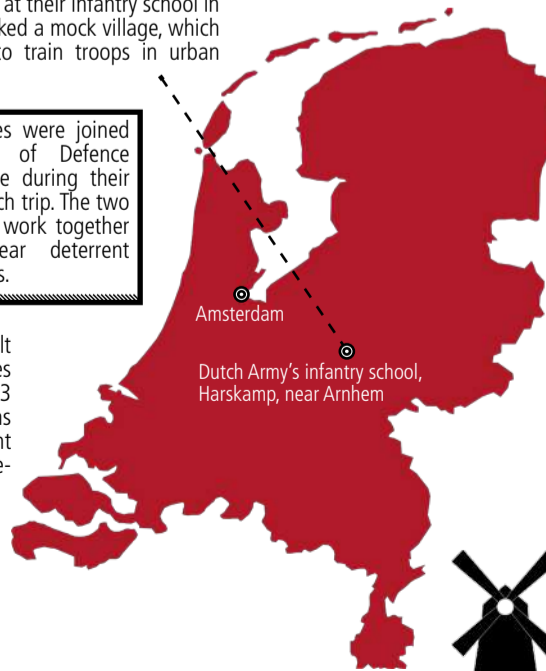 at their infantry school in
ked a mock village, which
to train troops in urban
es were joined
of Defence
e during their
ch trip. The two
work together
ear deterrent
s.
Amsterdam
lt
es
3
ns
nt
e-
Dutch Army's infantry school,
Harskamp, near Arnhem